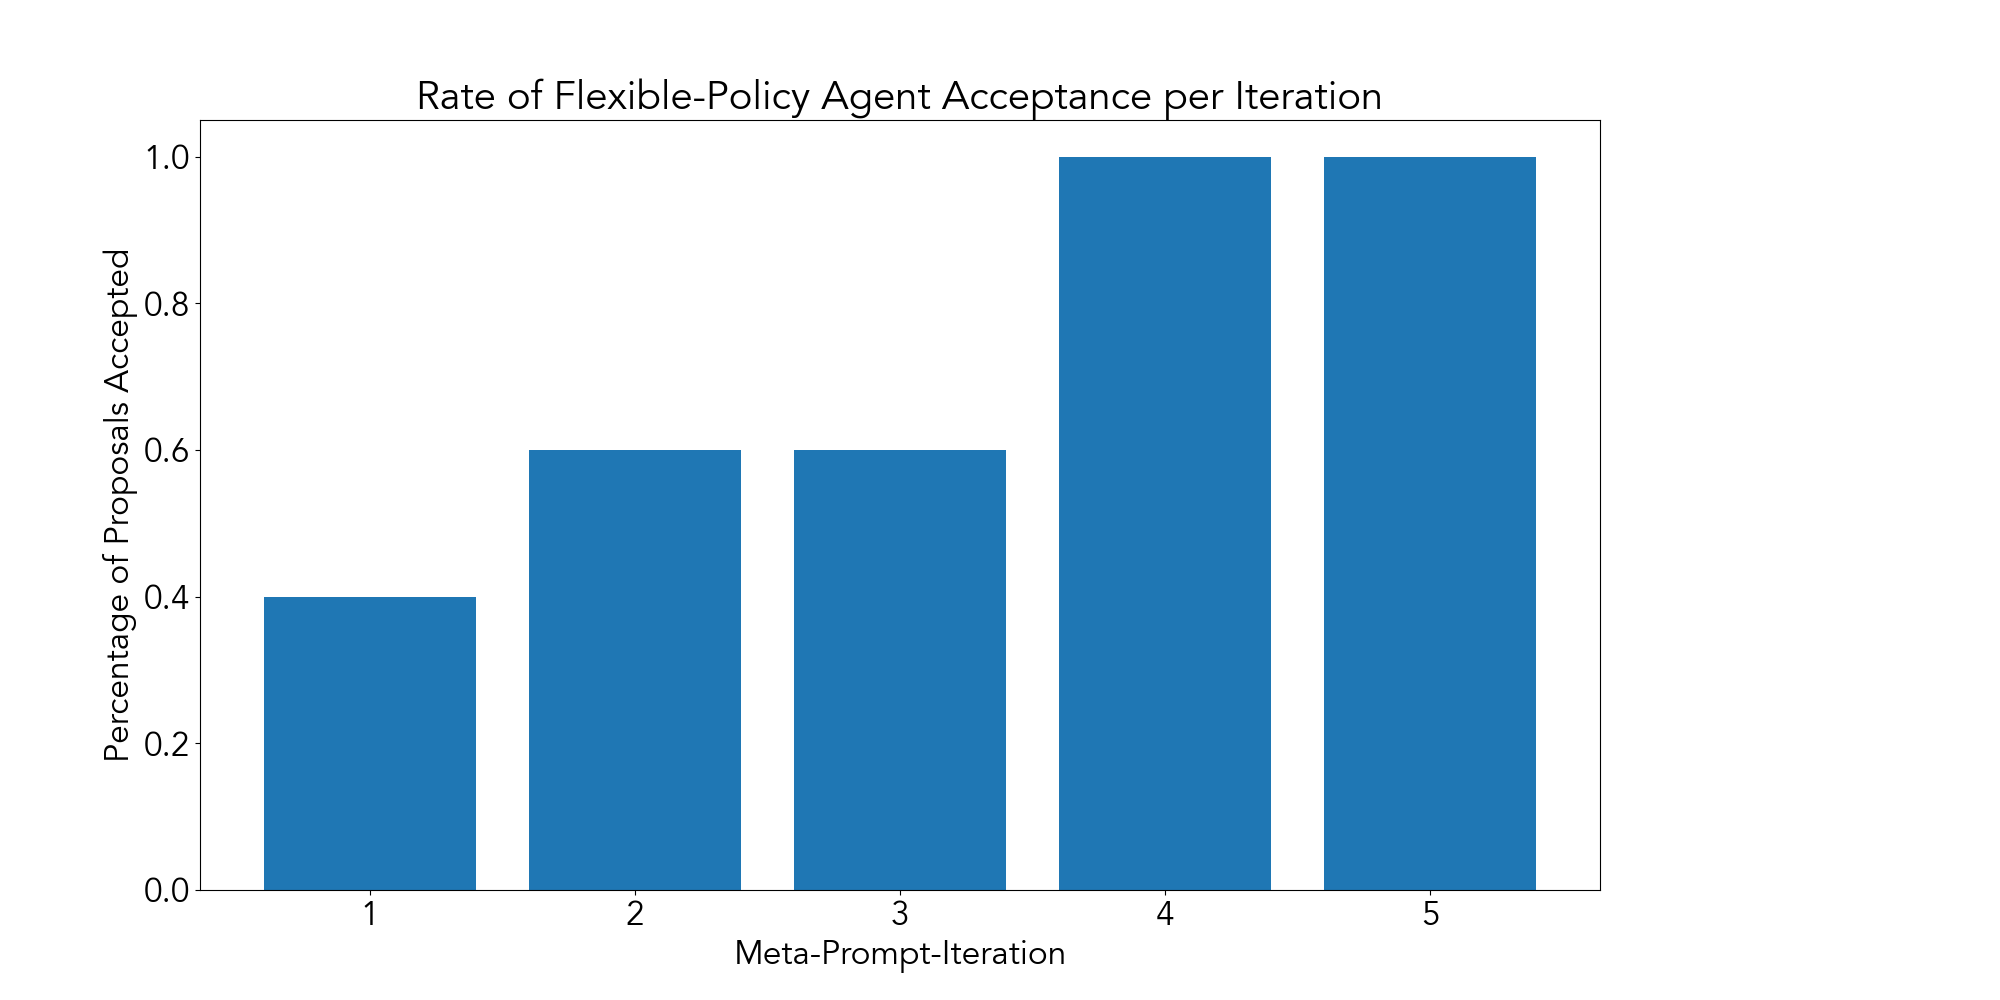 Rate of Flexible-Policy Agent Acceptance per Iteration
Percentage of Proposals Accepted
1.0
0.8
0.6
0.4
0.2
0.0
1 2 3 4 5
Meta-Prompt-Iteration